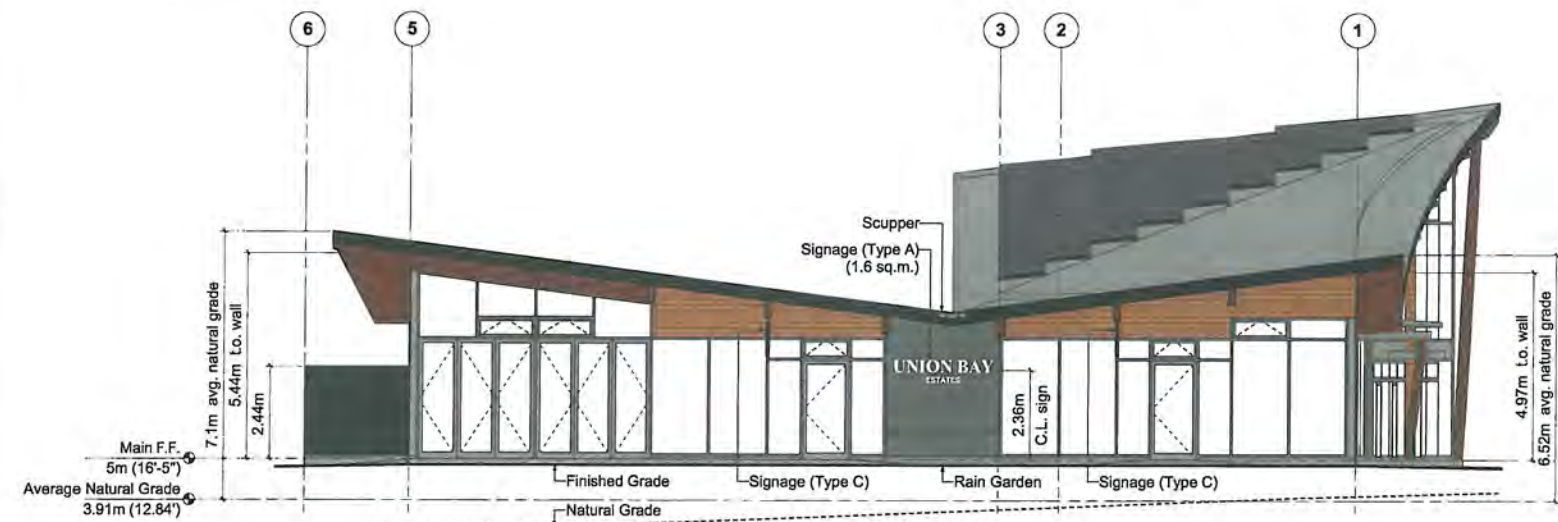 6
5
3
2
1
Scupper
Signage (Type A)
(1.6 sq.m.)
7.1m avg. natural grade
5.44m t.o. wall
2.44m
UNION BAY
ESTATES
2.36m
C.L. sign
4.97m t.o. wall
6.52m avg. natural grade
Main F.F.
5m (16'-5")
Average Natural Grade
3.91m (12.84')
Finished Grade
Signage (Type C)
Rain Garden
Signage (Type C)
Natural Grade